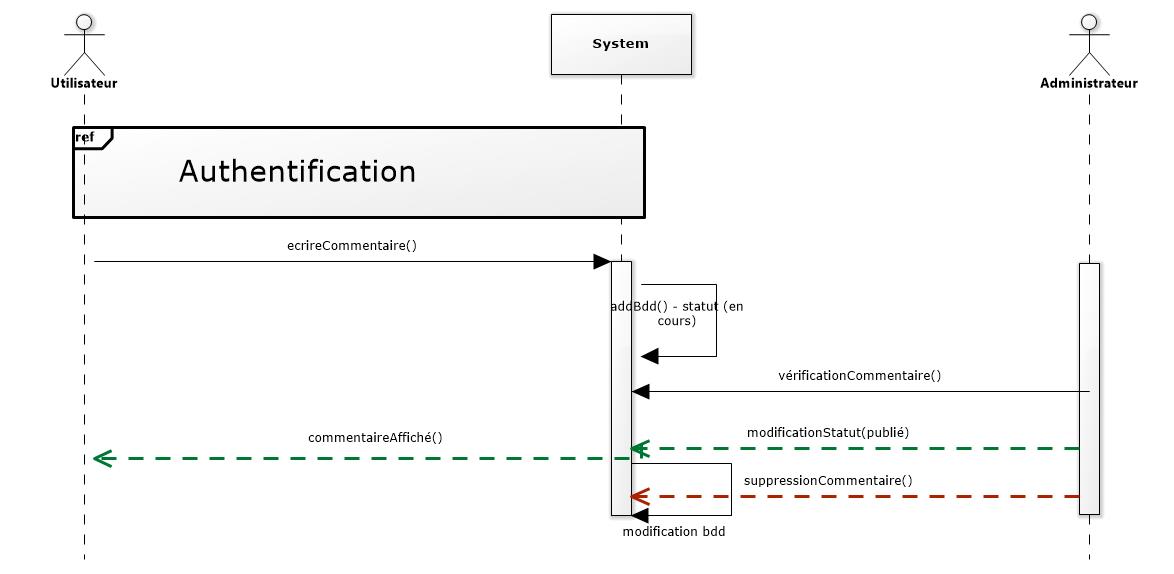 System
Utilisateur
Administrateur
ref
Authentification
ecrireCommentaire()
addBdd() - statut (en
cours)
vérificationCommentaire()
modificationStatut(publié)
commentaireAffiché()
suppressionCommentaire()
modification bdd